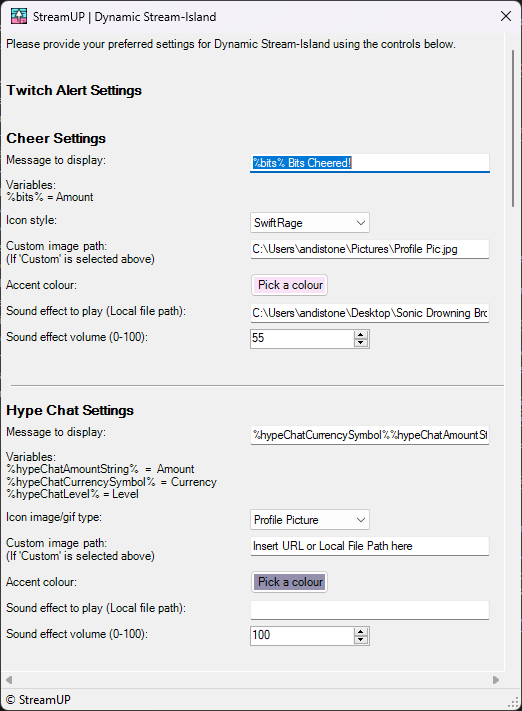 StreamUP | Dynamic Stream-Island
Please provide your preferred settings for Dynamic Stream-Island using the controls below.
Twitch Alert Settings
Cheer Settings
Message to display: %bits% Bits Cheered!
Variables:
%bits% = Amount
Icon style: SwiftRage
Custom image path: C:\Users\andistone\Pictures\Profile Pic.jpg
(If 'Custom' is selected above)
Accent colour: Pick a colour
Sound effect to play (Local file path): C:\Users\andistone\Desktop\Sonic Drowning
Sound effect volume (0-100): 55
Hype Chat Settings
Message to display: %hypeChatCurrencySymbol%%hypeChatAmountSt
Variables:
%hypeChatAmountString% = Amount
%hypeChatCurrencySymbol% = Currency
%hypeChatLevel% = Level
Icon image/gif type: Profile Picture
Custom image path: Insert URL or Local File Path here
(If 'Custom' is selected above)
Accent colour: Pick a colour
Sound effect to play (Local file path):
Sound effect volume (0-100): 100
© StreamUP